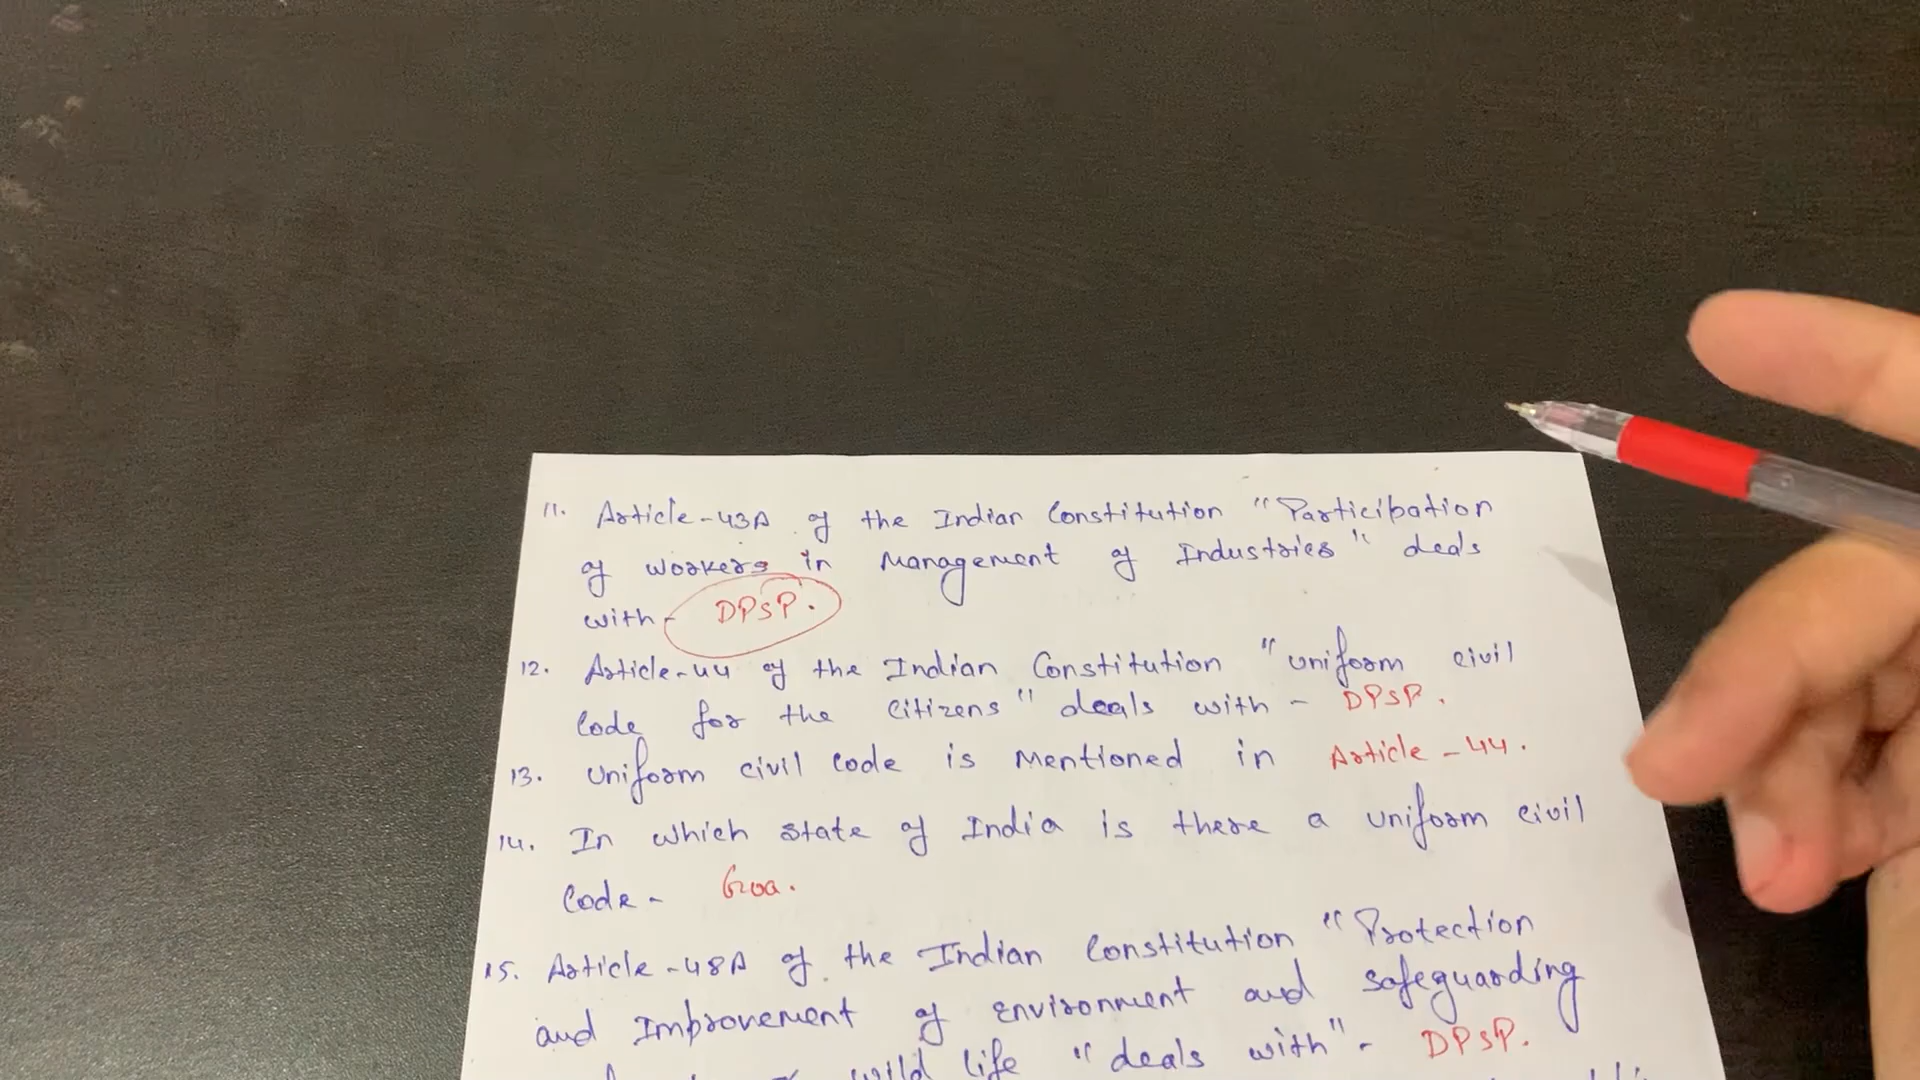 11. Article-43A of the Indian Constitution "Participation
of workers in Management of Industries" deals
with- DPSP.
12. Article-44 of the Indian Constitution "uniform civil
Code for the citizens" deals with - DPSP.
13. Uniform civil code is Mentioned in Article-44.
14. In which state of India is there a uniform civil
Code- Goa.
15. Article-48A of the Indian Constitution "Protection
and Improvement of environment and safeguarding
wild life "deals with"- DPSP.